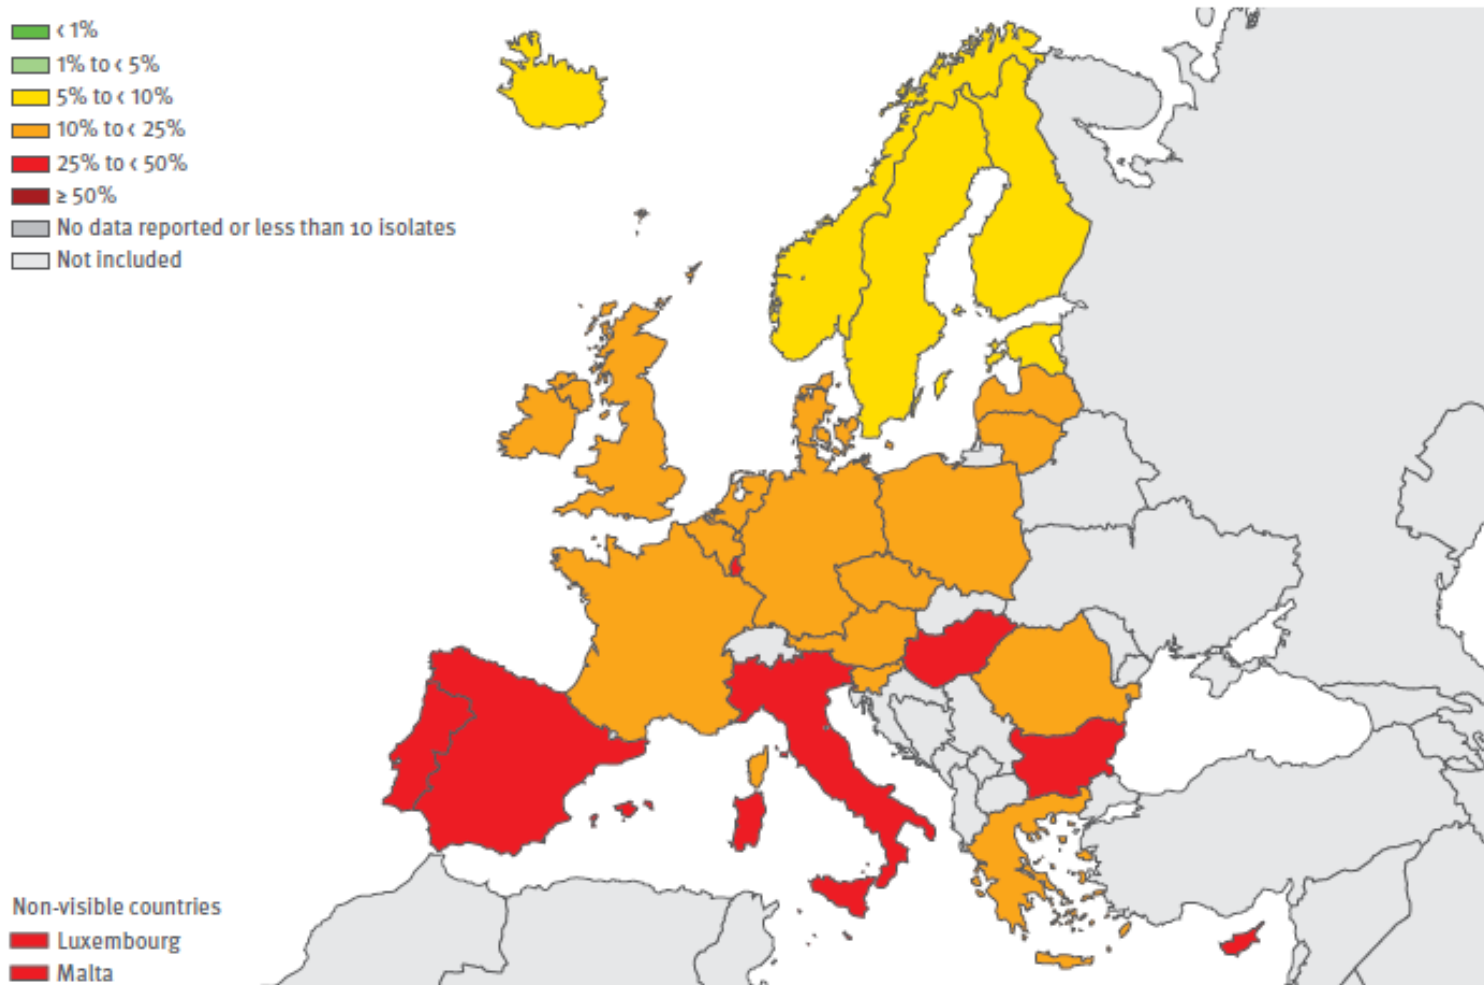 < 1%
1% to < 5%
5% to < 10%
10% to < 25%
25% to < 50%
≥ 50%
No data reported or less than 10 isolates
Not included
Non-visible countries
Luxembourg
Malta